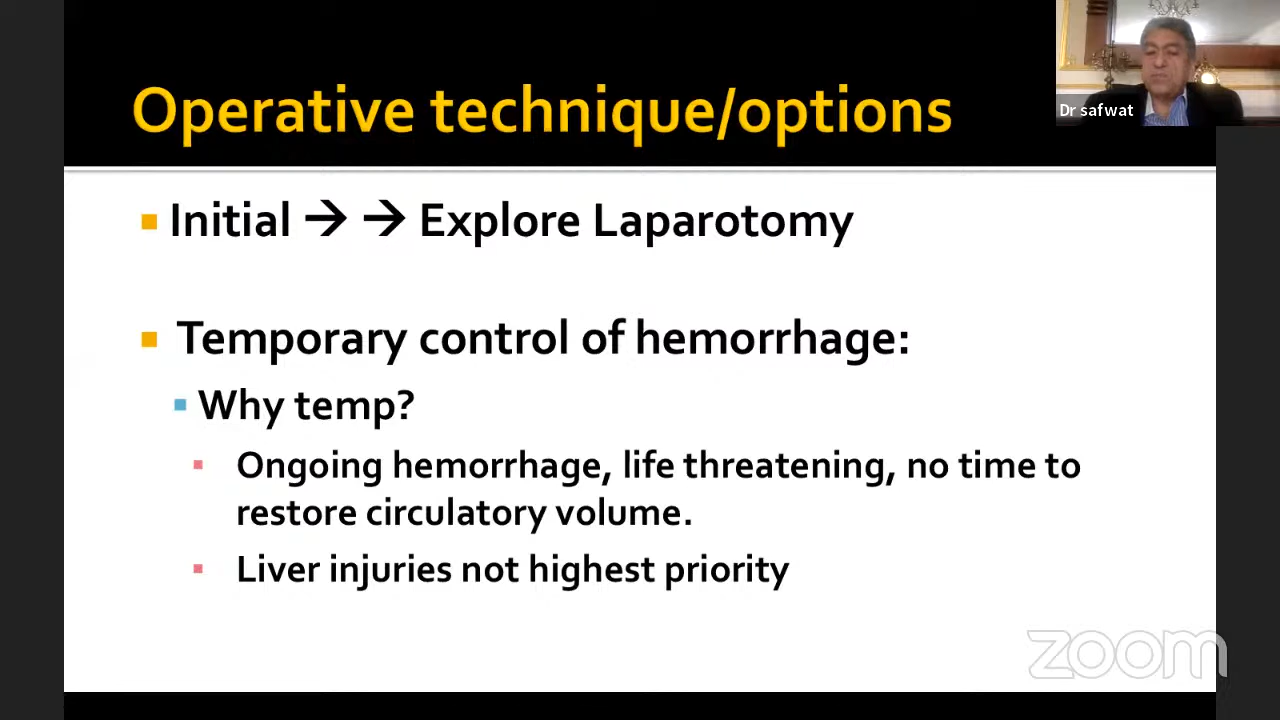 Operative technique/options
Dr safwat
Initial → → Explore Laparotomy
Temporary control of hemorrhage:
Why temp?
Ongoing hemorrhage, life threatening, no time to
restore circulatory volume.
Liver injuries not highest priority
zoom